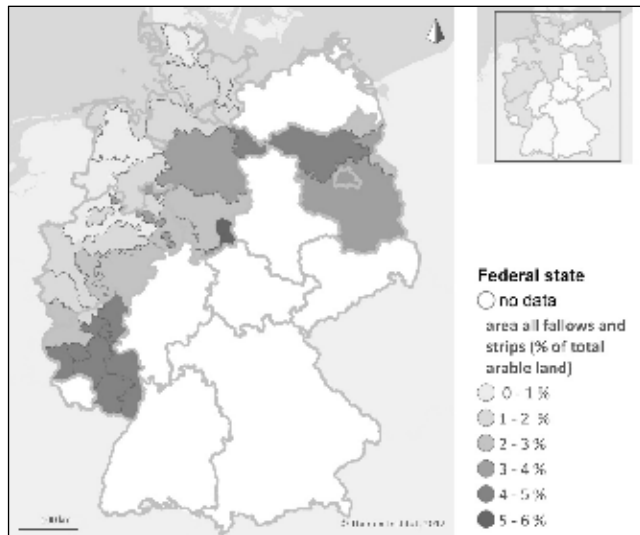 Federal state
no data
area all fallows and
strips (% of total
arable land)
0 - 1 %
1 - 2 %
2 - 3 %
3 - 4 %
4 - 5 %
5 - 6 %